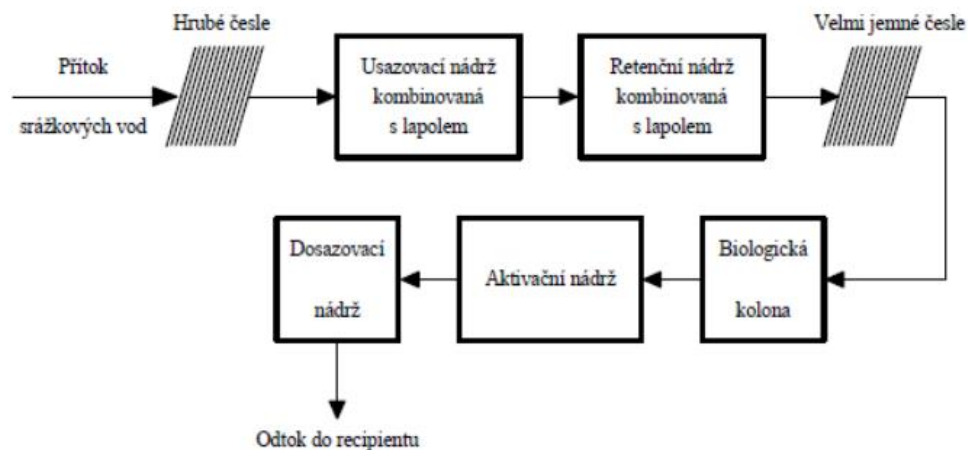 Hrubé česle
Velmi jemné česle
Přítok
srážkových vod
Usazovací nádrž
kombinovaná
s lapolem
Retenční nádrž
kombinovaná
s lapolem
Biologická
kolona
Aktivační nádrž
Dosazovací
nádrž
Odtok do recipientu